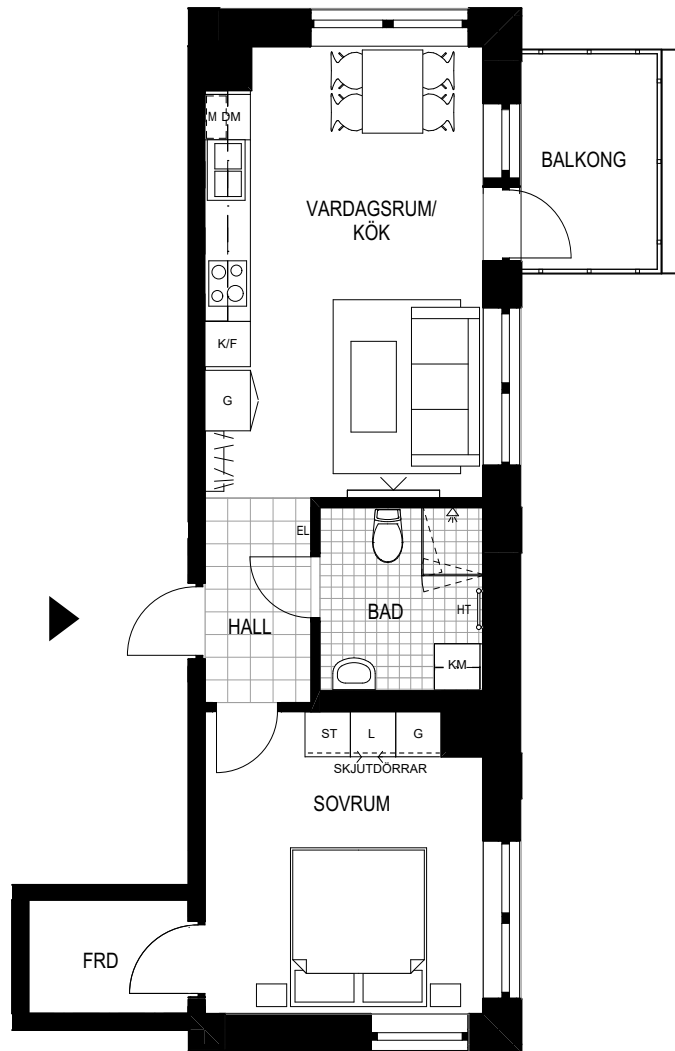 M DM
BALKONG
VARDAGSRUM/
KÖK
K/F
G
EL
BAD
HT
HALL
KM
ST L G
SKJUTDÖRRAR
SOVRUM
FRD